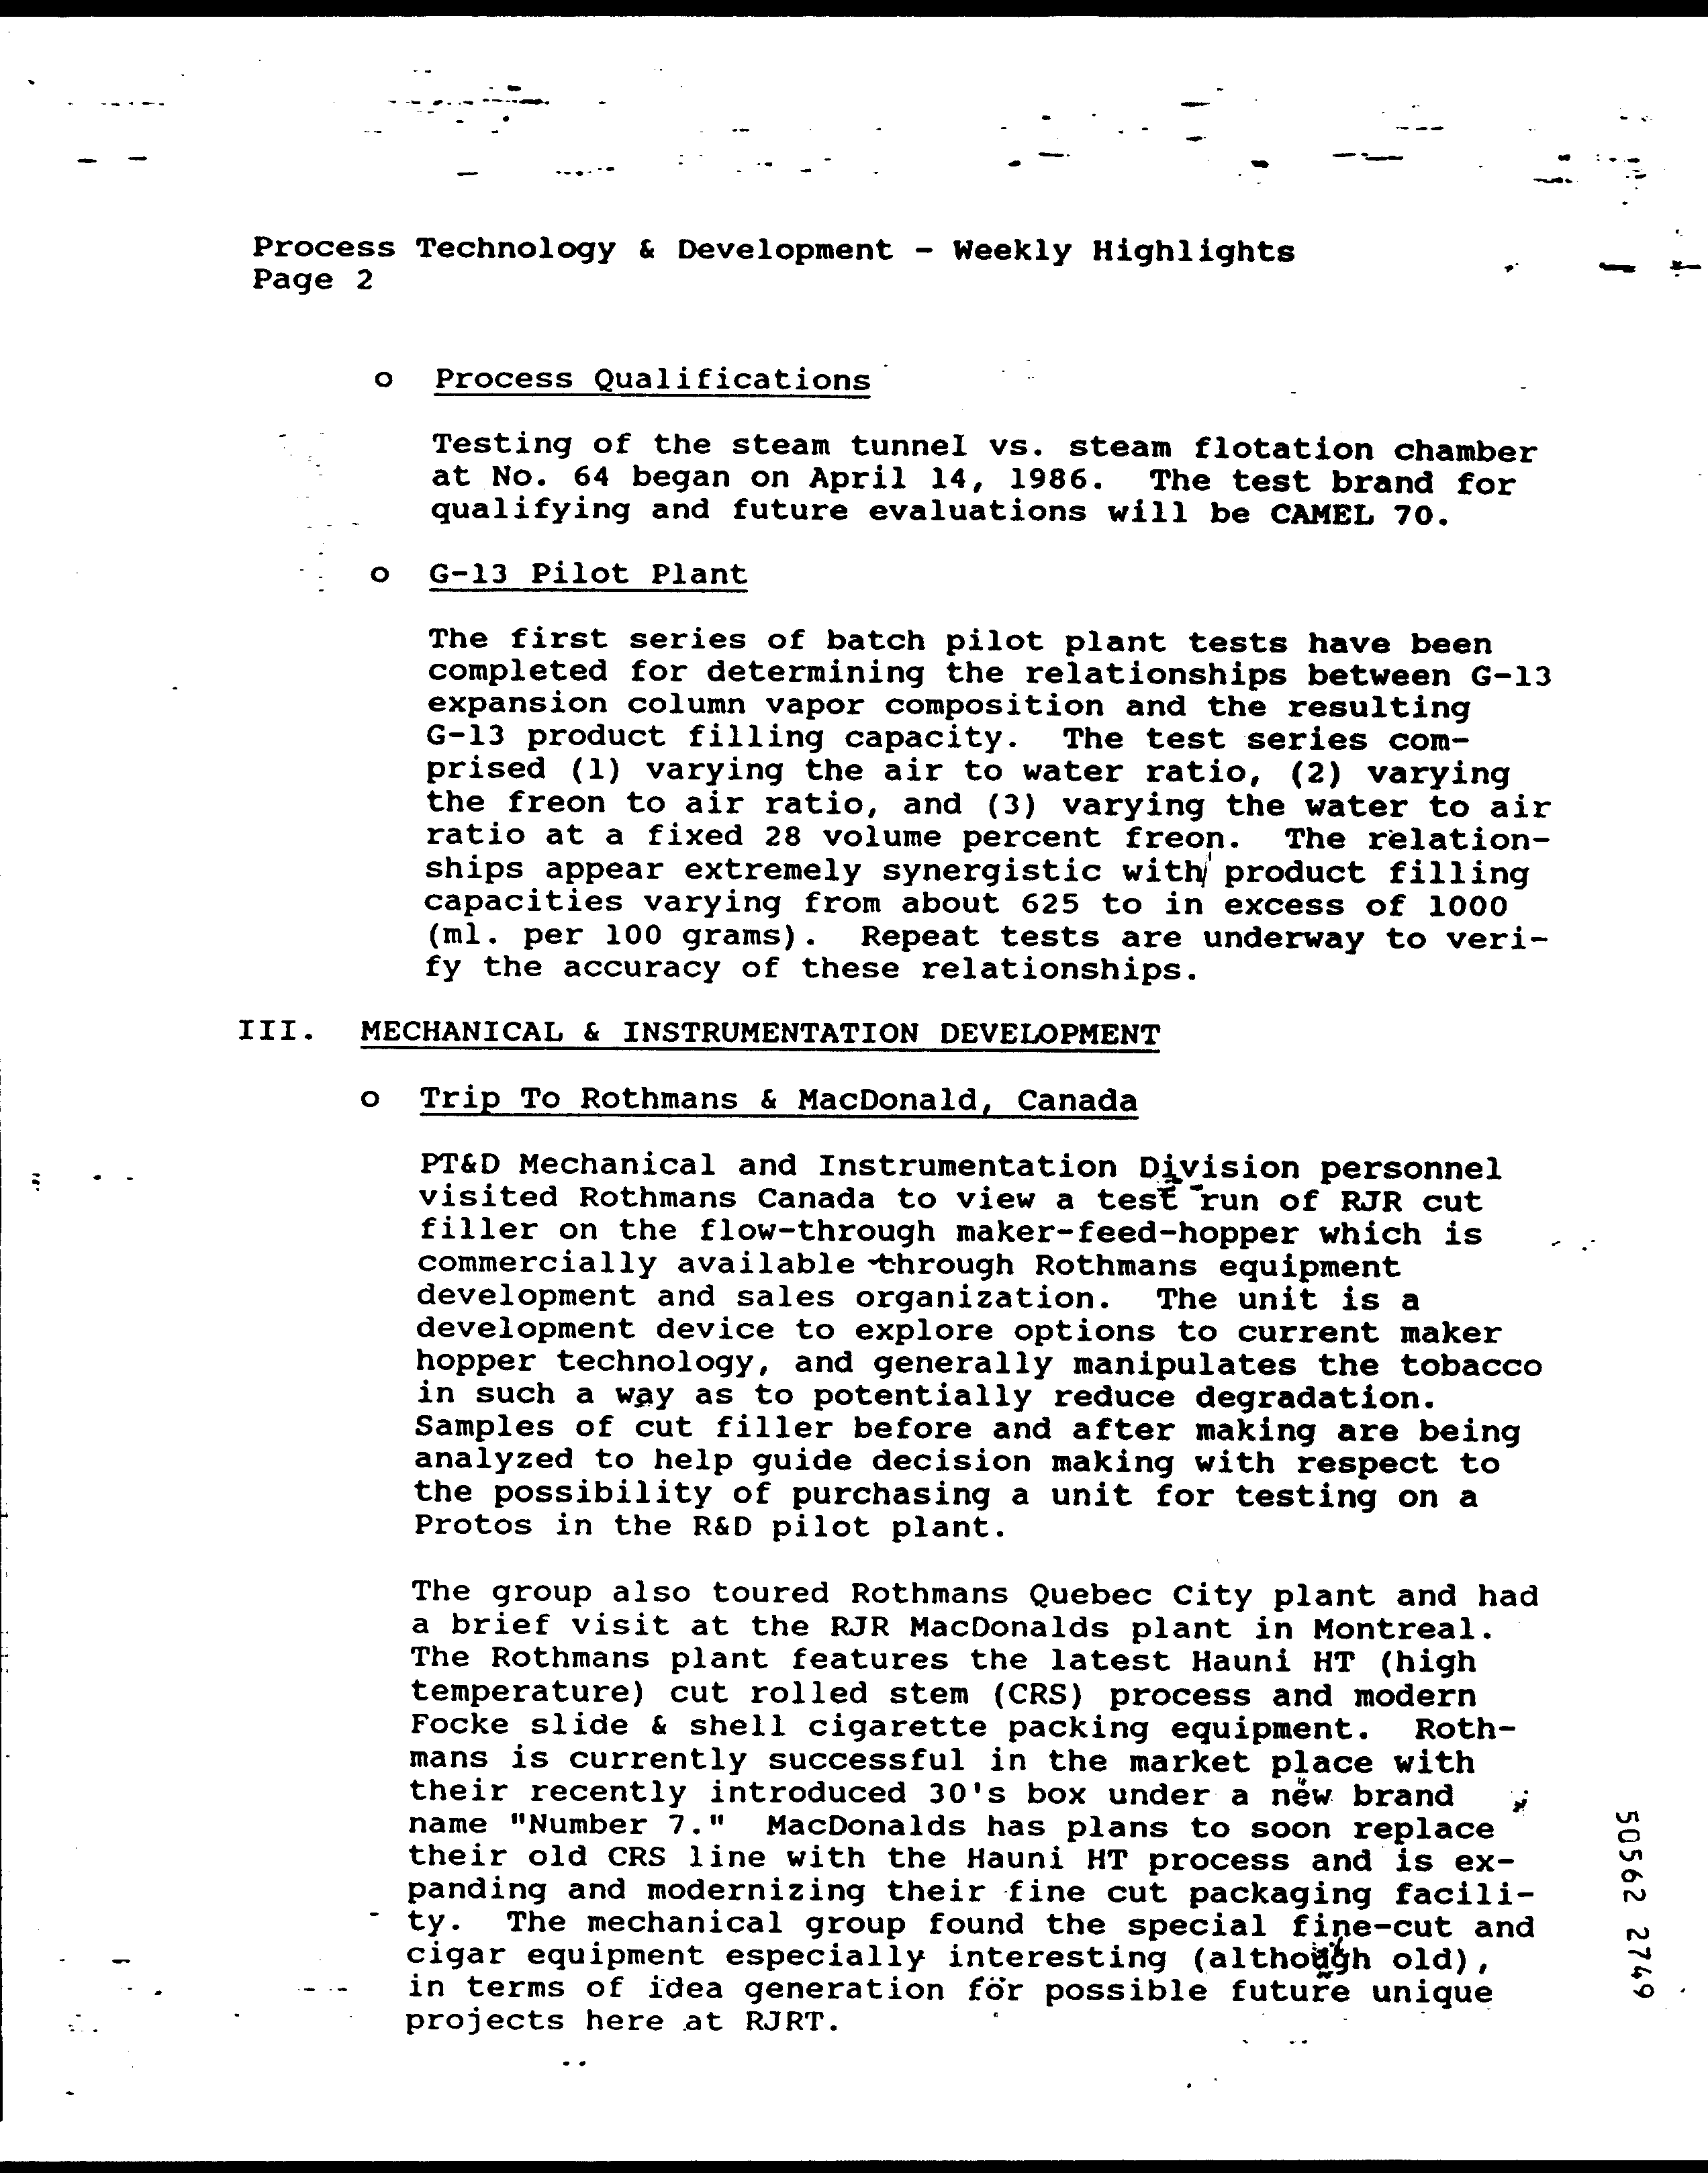 Process Technology & Development - Weekly Highlights
Page 2
o Process Qualifications
Testing of the steam tunnel vs. steam flotation chamber
at No. 64 began on April 14, 1986. The test brand for
qualifying and future evaluations will be CAMEL 70.
o G-13 Pilot Plant
The first series of batch pilot plant tests have been
completed for determining the relationships between G-13
expansion column vapor composition and the resulting
G-13 product filling capacity. The test series com-
prised (1) varying the air to water ratio, (2) varying
the freon to air ratio, and (3) varying the water to air
ratio at a fixed 28 volume percent freon. The relation-
ships appear extremely synergistic with product filling
capacities varying from about 625 to in excess of 1000
(ml. per 100 grams). Repeat tests are underway to veri-
fy the accuracy of these relationships.
III. MECHANICAL & INSTRUMENTATION DEVELOPMENT
o Trip To Rothmans & MacDonald, Canada
PT&D Mechanical and Instrumentation Division personnel
visited Rothmans Canada to view a test run of RJR cut
filler on the flow-through maker-feed-hopper which is
commercially available through Rothmans equipment
development and sales organization. The unit is a
development device to explore options to current maker
hopper technology, and generally manipulates the tobacco
in such a way as to potentially reduce degradation.
Samples of cut filler before and after making are being
analyzed to help guide decision making with respect to
the possibility of purchasing a unit for testing on a
Protos in the R&D pilot plant.
The group also toured Rothmans Quebec City plant and had
a brief visit at the RJR MacDonalds plant in Montreal.
The Rothmans plant features the latest Hauni HT (high
temperature) cut rolled stem (CRS) process and modern
Focke slide & shell cigarette packing equipment. Roth-
mans is currently successful in the market place with
their recently introduced 30's box under a new brand
name "Number 7." MacDonalds has plans to soon replace
their old CRS line with the Hauni HT process and is ex-
panding and modernizing their fine cut packaging facili-
ty. The mechanical group found the special fine-cut and
cigar equipment especially interesting (although old),
in terms of idea generation for possible future unique
projects here at RJRT.
50562 2749